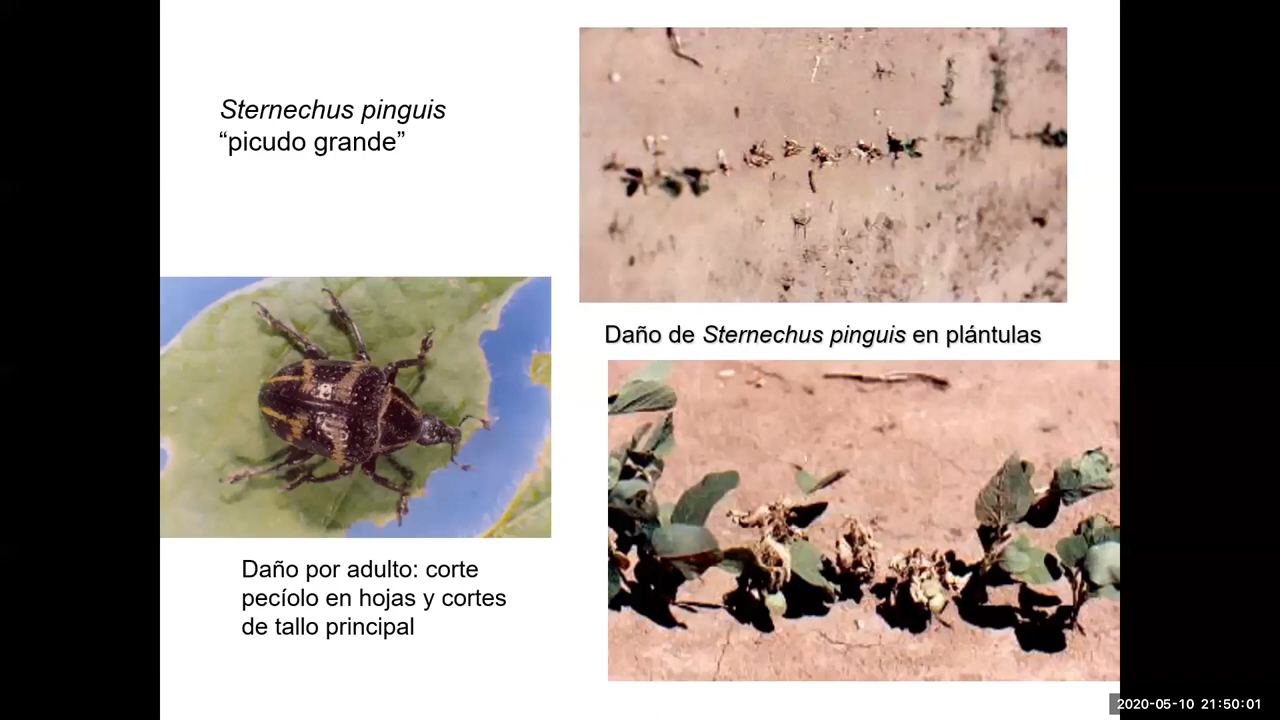 Sternechus pinguis
“picudo grande”
Daño de Sternechus pinguis en plántulas
Daño por adulto: corte
pecíolo en hojas y cortes
de tallo principal
2020-05-10 21:50:01